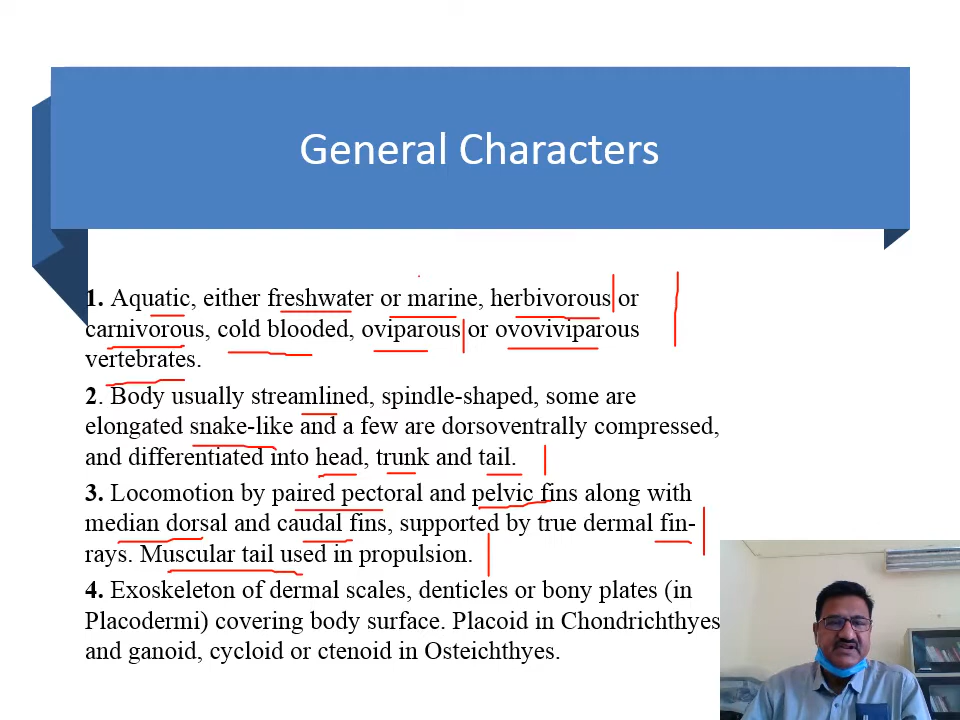 General Characters
1. Aquatic, either freshwater or marine, herbivorous or
carnivorous, cold blooded, oviparous or ovoviviparous
vertebrates.
2. Body usually streamlined, spindle-shaped, some are
elongated snake-like and a few are dorsoventrally compressed,
and differentiated into head, trunk and tail.
3. Locomotion by paired pectoral and pelvic fins along with
median dorsal and caudal fins, supported by true dermal fin-
rays. Muscular tail used in propulsion.
4. Exoskeleton of dermal scales, denticles or bony plates (in
Placodermi) covering body surface. Placoid in Chondrichthyes
and ganoid, cycloid or ctenoid in Osteichthyes.